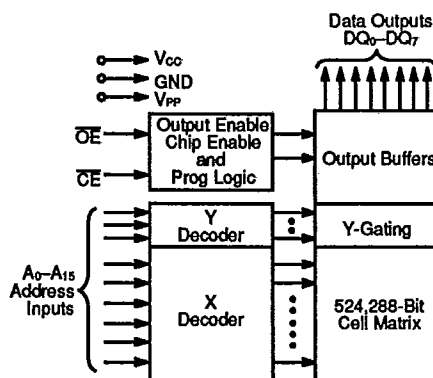 Data Outputs
DQ0–DQ7
VCC
GND
VPP
OE
CE
Output Enable
Chip Enable
and
Prog Logic
Output Buffers
Y
Decoder
Y-Gating
A0–A15
Address
Inputs
X
Decoder
524,288-Bit
Cell Matrix